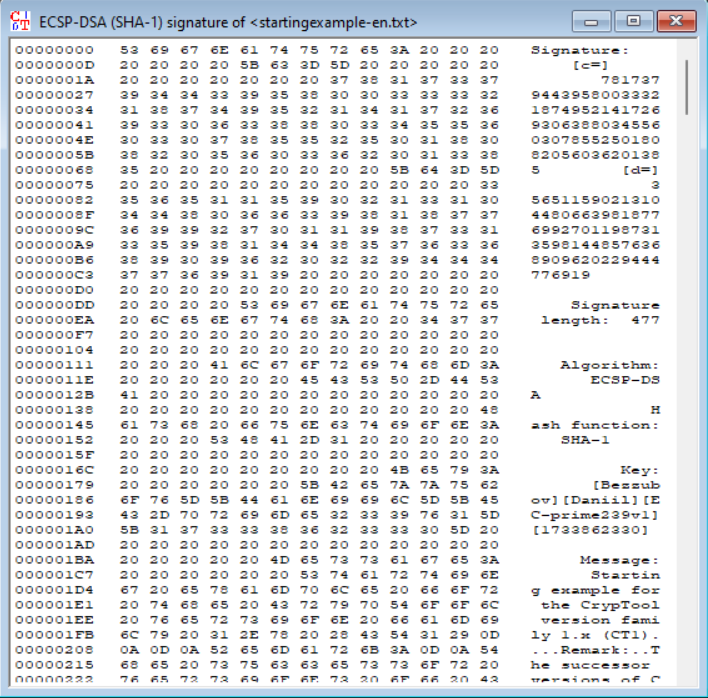 ECSP-DSA (SHA-1) signature of <startingexample-en.txt>
00000000 53 69 67 6E 61 74 75 72 65 3A 20 20 20 Signature:
0000000D 20 20 20 20 5B 63 3D 5D 20 20 20 20 20 [c=]
0000001A 20 20 20 20 20 20 20 37 38 31 37 33 37 781737
00000027 39 34 34 33 39 35 38 30 30 33 33 33 32 9443958003332
00000034 31 38 37 34 39 35 32 31 34 31 37 32 36 1874952141726
00000041 39 33 30 36 33 38 38 30 33 34 35 35 36 9306388034556
0000004E 30 33 30 37 38 35 35 32 35 30 31 38 30 0307855250180
0000005B 38 32 30 35 36 30 33 36 32 30 31 33 38 8205603620138
00000068 35 20 20 20 20 20 20 20 20 5B 64 3D 5D 5 [d=]
00000075 20 20 20 20 20 20 20 20 20 20 20 20 33 3
00000082 35 36 35 31 31 35 39 30 32 31 33 31 30 5651159021310
0000008F 34 34 38 30 36 36 33 39 38 31 38 37 37 4480663981877
0000009C 36 39 39 32 37 30 31 31 39 38 37 33 31 6992701198731
000000A9 33 35 39 38 31 34 34 38 35 37 36 33 36 3598144857636
000000B6 38 39 30 39 36 32 30 32 32 39 34 34 34 8909620229444
000000C3 37 37 36 39 31 39 20 20 20 20 20 20 20 776919
000000D0 20 20 20 20 20 20 20 20 20 20 20 20 20
000000DD 20 20 20 20 53 69 67 6E 61 74 75 72 65 Signature
000000EA 20 6C 65 6E 67 74 68 3A 20 20 34 37 37 length: 477
000000F7 20 20 20 20 20 20 20 20 20 20 20 20 20
00000104 20 20 20 20 20 20 20 20 20 20 20 20 20
00000111 20 20 20 41 6C 67 6F 72 69 74 68 6D 3A Algorithm:
0000011E 20 20 20 20 20 20 45 43 53 50 2D 44 53 ECSP-DS
0000012B 41 20 20 20 20 20 20 20 20 20 20 20 20 A
00000138 20 20 20 20 20 20 20 20 20 20 20 20 48 H
00000145 61 73 68 20 66 75 6E 63 74 69 6F 6E 3A ash function:
00000152 20 20 20 53 48 41 2D 31 20 20 20 20 20 SHA-1
0000015F 20 20 20 20 20 20 20 20 20 20 20 20 20
0000016C 20 20 20 20 20 20 20 20 20 4B 65 79 3A Key:
00000179 20 20 20 20 20 20 5B 42 65 7A 7A 75 62 [Bezzub
00000186 6F 76 5D 5B 44 61 6E 69 69 6C 5D 5B 45 ov][Daniil][E
00000193 43 2D 70 72 69 6D 65 32 33 39 76 31 5D C-prime239v1]
000001A0 5B 31 37 33 33 38 36 32 33 33 30 5D 20 [1733862330]
000001AD 20 20 20 20 20 20 20 20 20 20 20 20 20
000001BA 20 20 20 20 20 4D 65 73 73 61 67 65 3A Message:
000001C7 20 20 20 20 20 20 53 74 61 72 74 69 6E Startin
000001D4 67 20 65 78 61 6D 70 6C 65 20 66 6F 72 g example for
000001E1 20 74 68 65 20 43 72 79 70 54 6F 6F 6C the CrypTool
000001EE 20 76 65 72 73 69 6F 6E 20 66 61 6D 69 version fami
000001FB 6C 79 20 31 2E 78 20 28 43 54 31 29 0D ly 1.x (CT1).
00000208 0A 0D 0A 52 65 6D 61 72 6B 3A 0D 0A 54 ...Remark:..T
00000215 68 65 20 73 75 63 63 65 73 73 6F 72 20 he successor
00000222 76 65 72 73 69 6F 6E 73 20 6F 66 20 43 versions of C